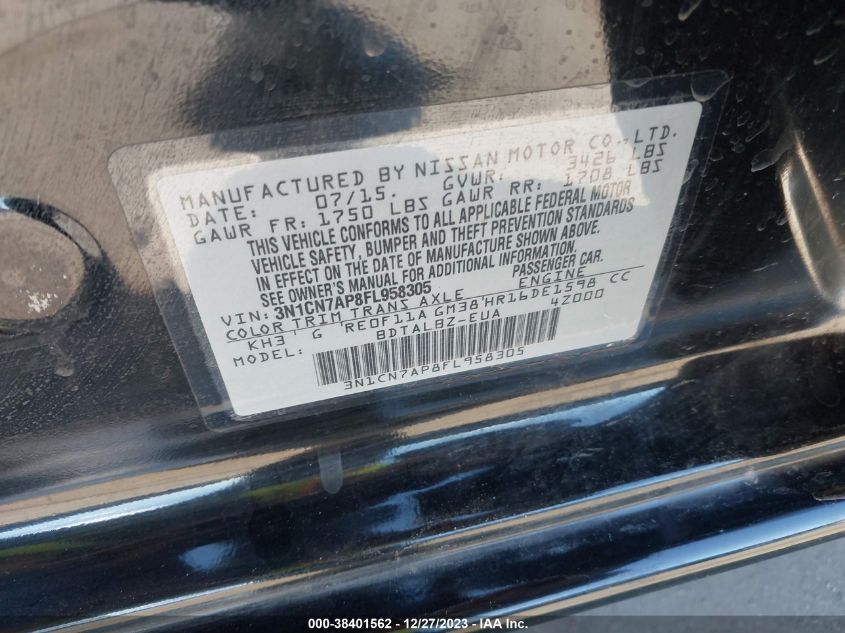 MANUFACTURED BY NISSAN MOTOR CO.,LTD.
DATE: 07/15. GVWR: 3426 LBS
GAWR FR: 1750 LBS GAWR RR: 1708 LBS
THIS VEHICLE CONFORMS TO ALL APPLICABLE FEDERAL MOTOR
VEHICLE SAFETY, BUMPER AND THEFT PREVENTION STANDARDS
IN EFFECT ON THE DATE OF MANUFACTURE SHOWN ABOVE.
SEE OWNER'S MANUAL FOR ADDITIONAL INFORMATION.
VIN: 3N1CN7AP8FL958305 PASSENGER CAR.
COLOR TRIM TRANS AXLE ENGINE
KH3 G RE0F11A GM38 HR16DE1598 CC
MODEL: BDTALBZ-EUA 4Z000
3N1CN7AP8FL958305
000-38401562 - 12/27/2023 - IAA, Inc.